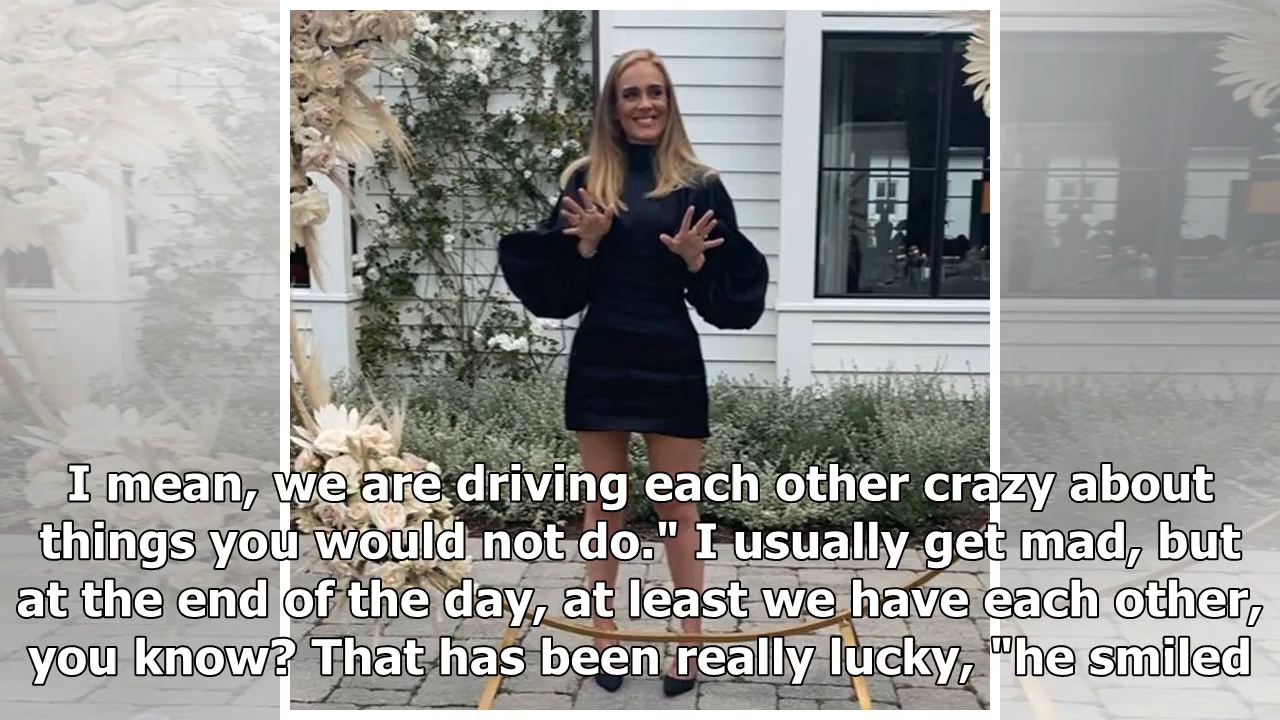 I mean, we are driving each other crazy about
things you would not do." I usually get mad, but
at the end of the day, at least we have each other,
you know? That has been really lucky, "he smiled